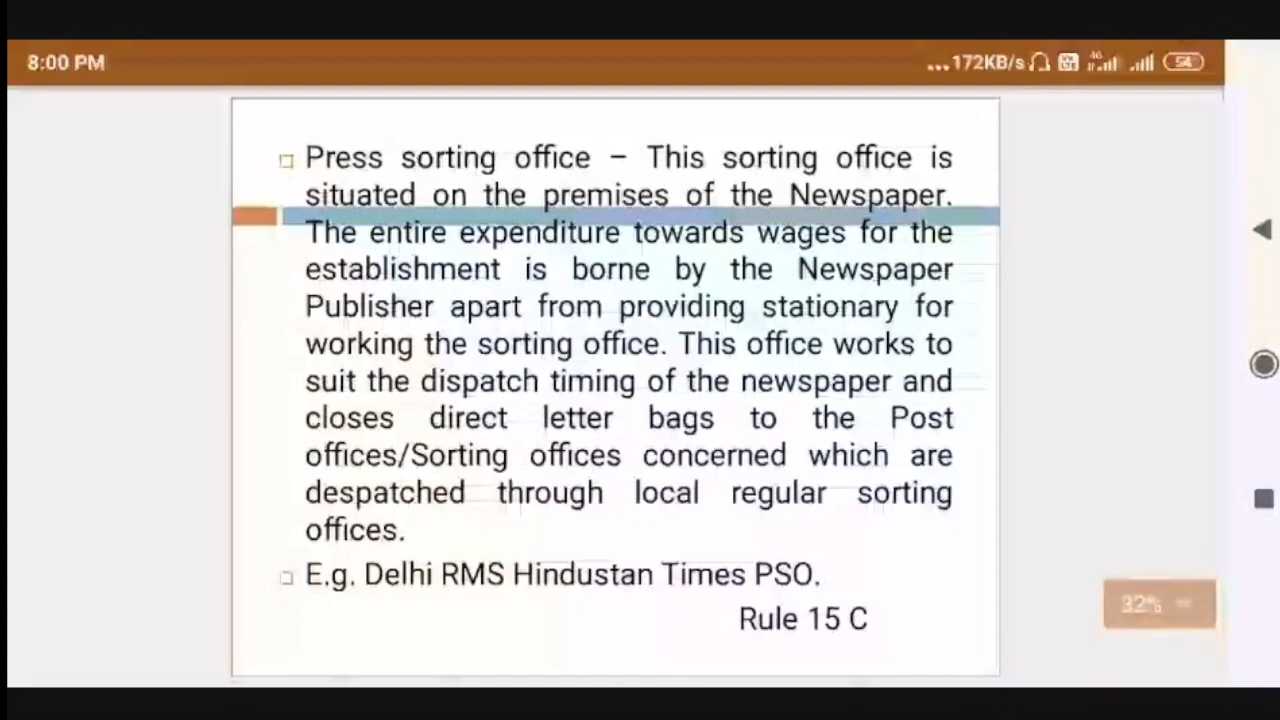 8:00 PM
...172KB/s 4G 54
Press sorting office – This sorting office is
situated on the premises of the Newspaper.
The entire expenditure towards wages for the
establishment is borne by the Newspaper
Publisher apart from providing stationary for
working the sorting office. This office works to
suit the dispatch timing of the newspaper and
closes direct letter bags to the Post
offices/Sorting offices concerned which are
despatched through local regular sorting
offices.
E.g. Delhi RMS Hindustan Times PSO.
Rule 15 C
32%